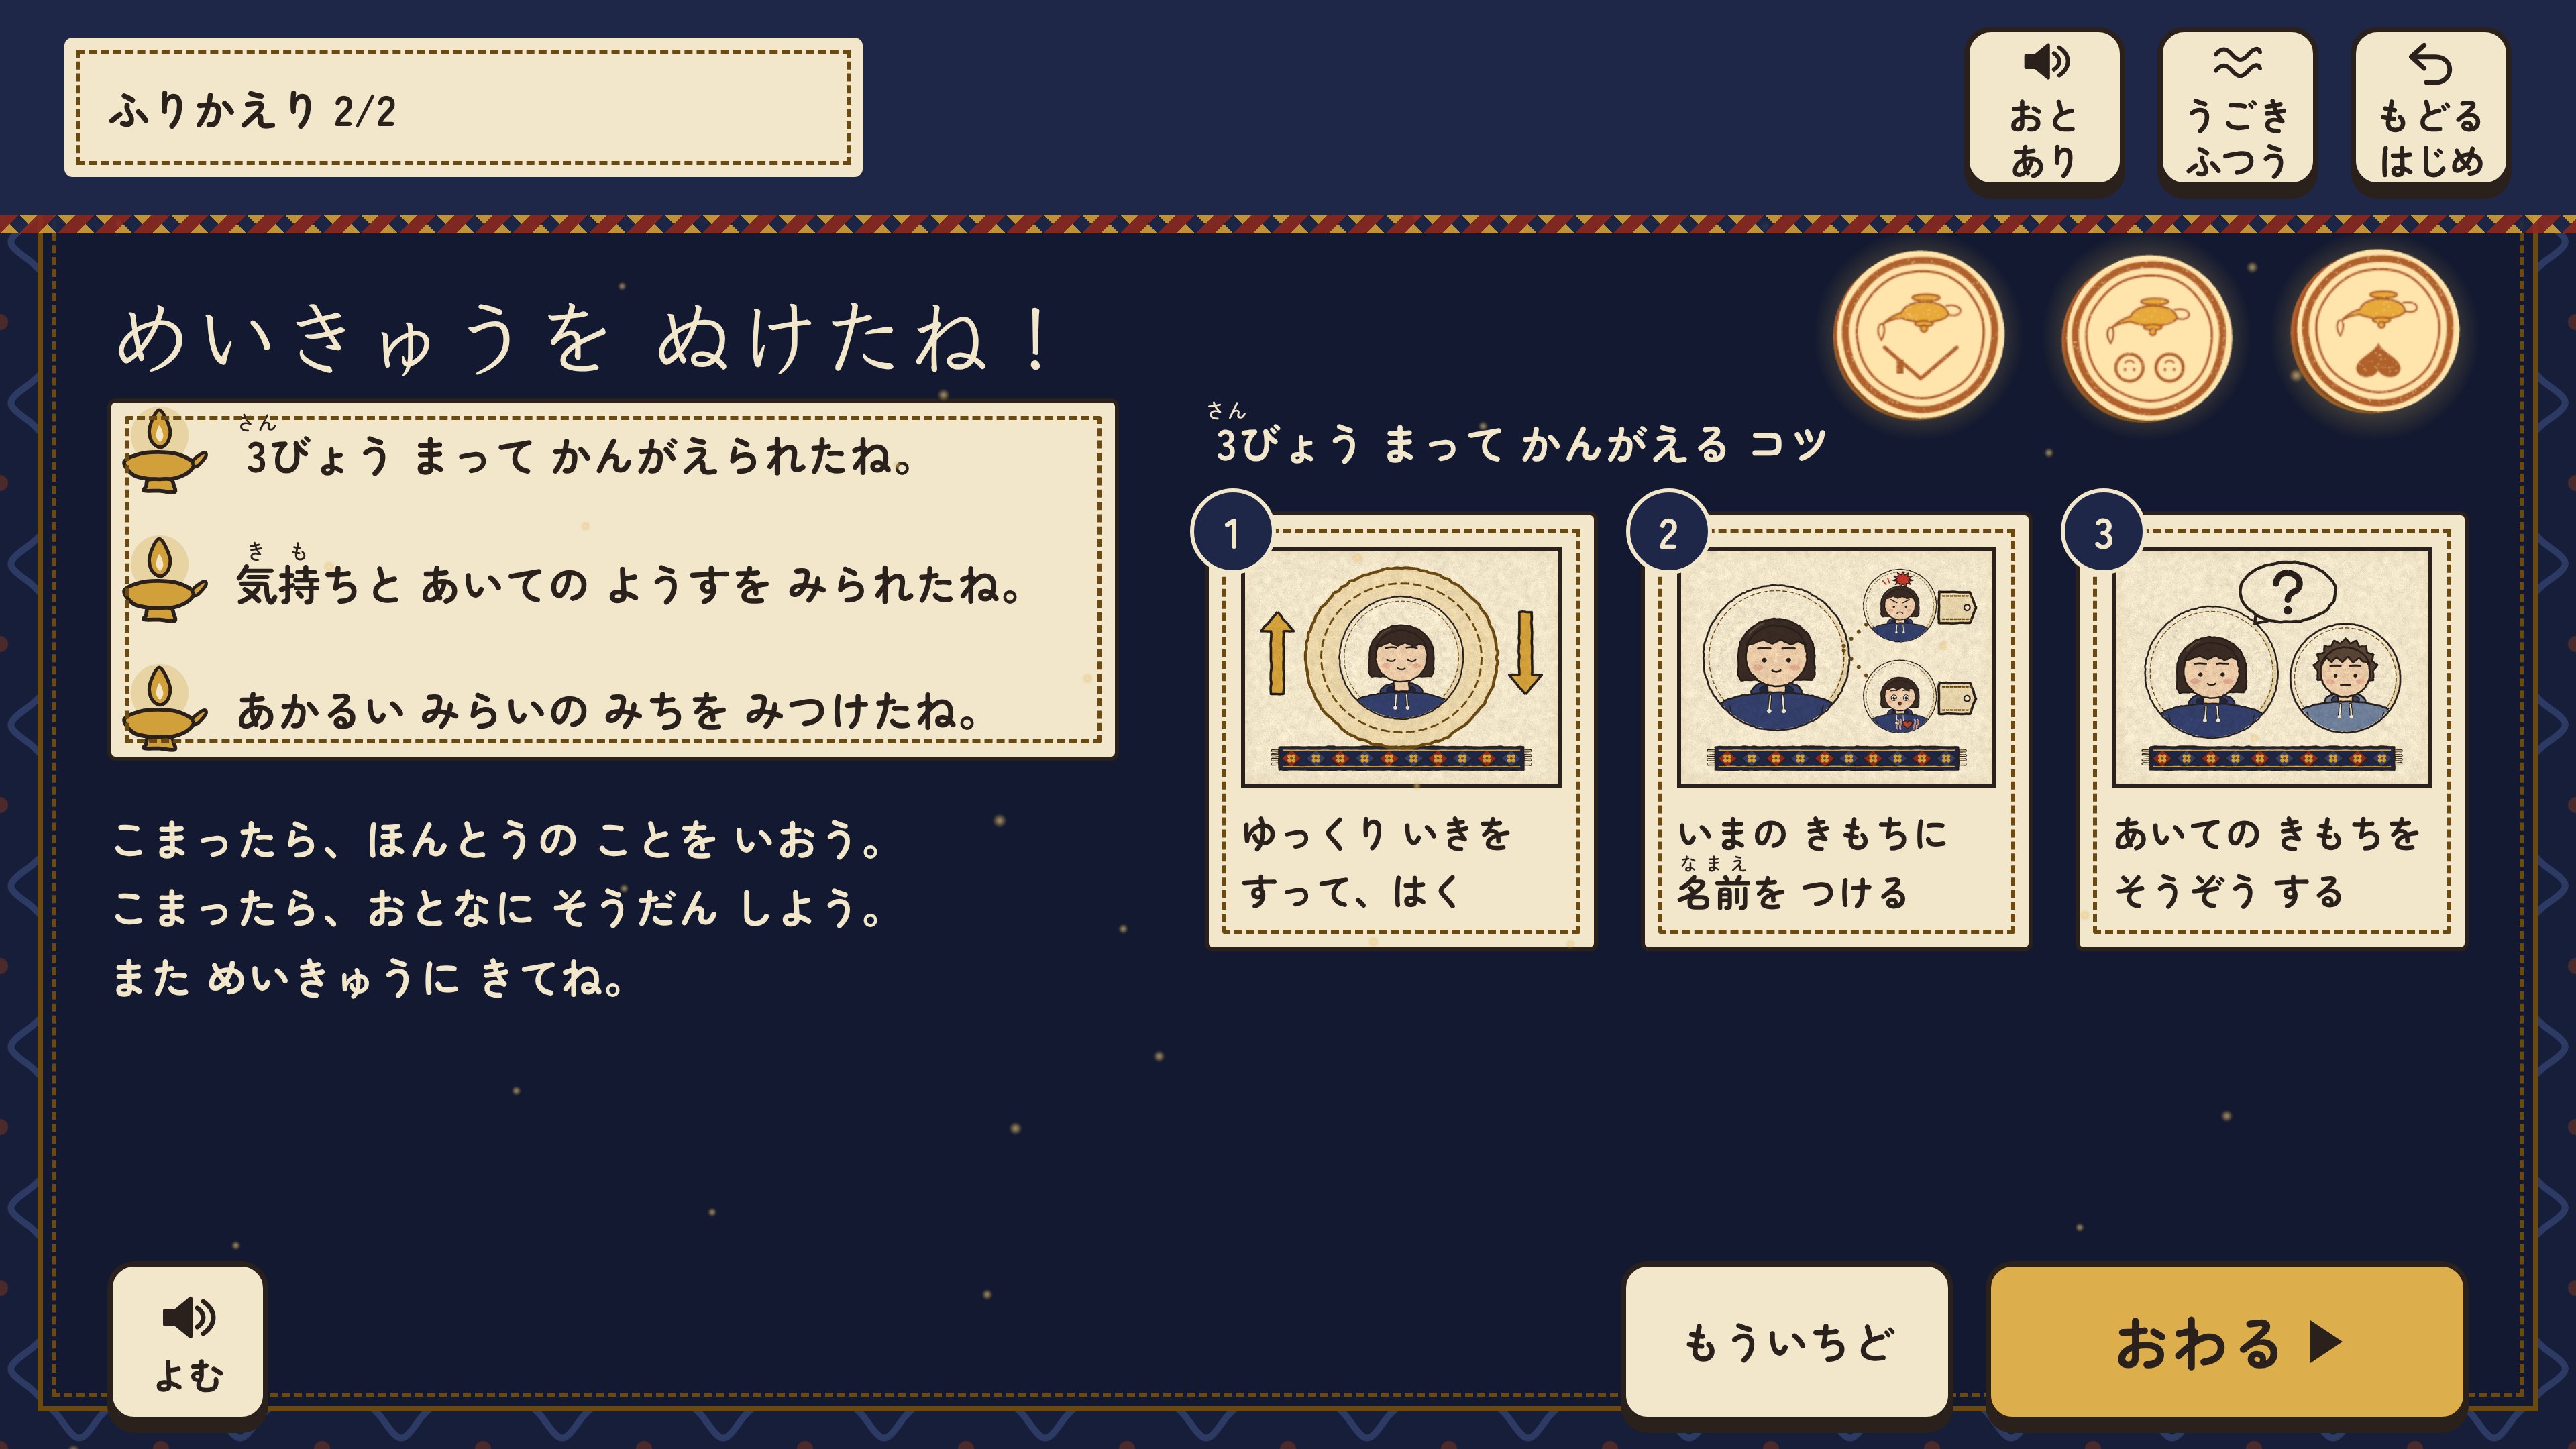 ふりかえり 2/2
おと
あり
うごき
ふつう
もどる
はじめ
めいきゅうを ぬけたね！
さん
3びょう まって かんがえられたね。
き も
気持ちと あいての ようすを みられたね。
あかるい みらいの みちを みつけたね。
こまったら、ほんとうの ことを いおう。
こまったら、おとなに そうだん しよう。
また めいきゅうに きてね。
さん
3びょう まって かんがえる コツ
1
ゆっくり いきを
すって、はく
2
いまの きもちに
なまえ
名前を つける
3
?
あいての きもちを
そうぞう する
よむ
もういちど
おわる